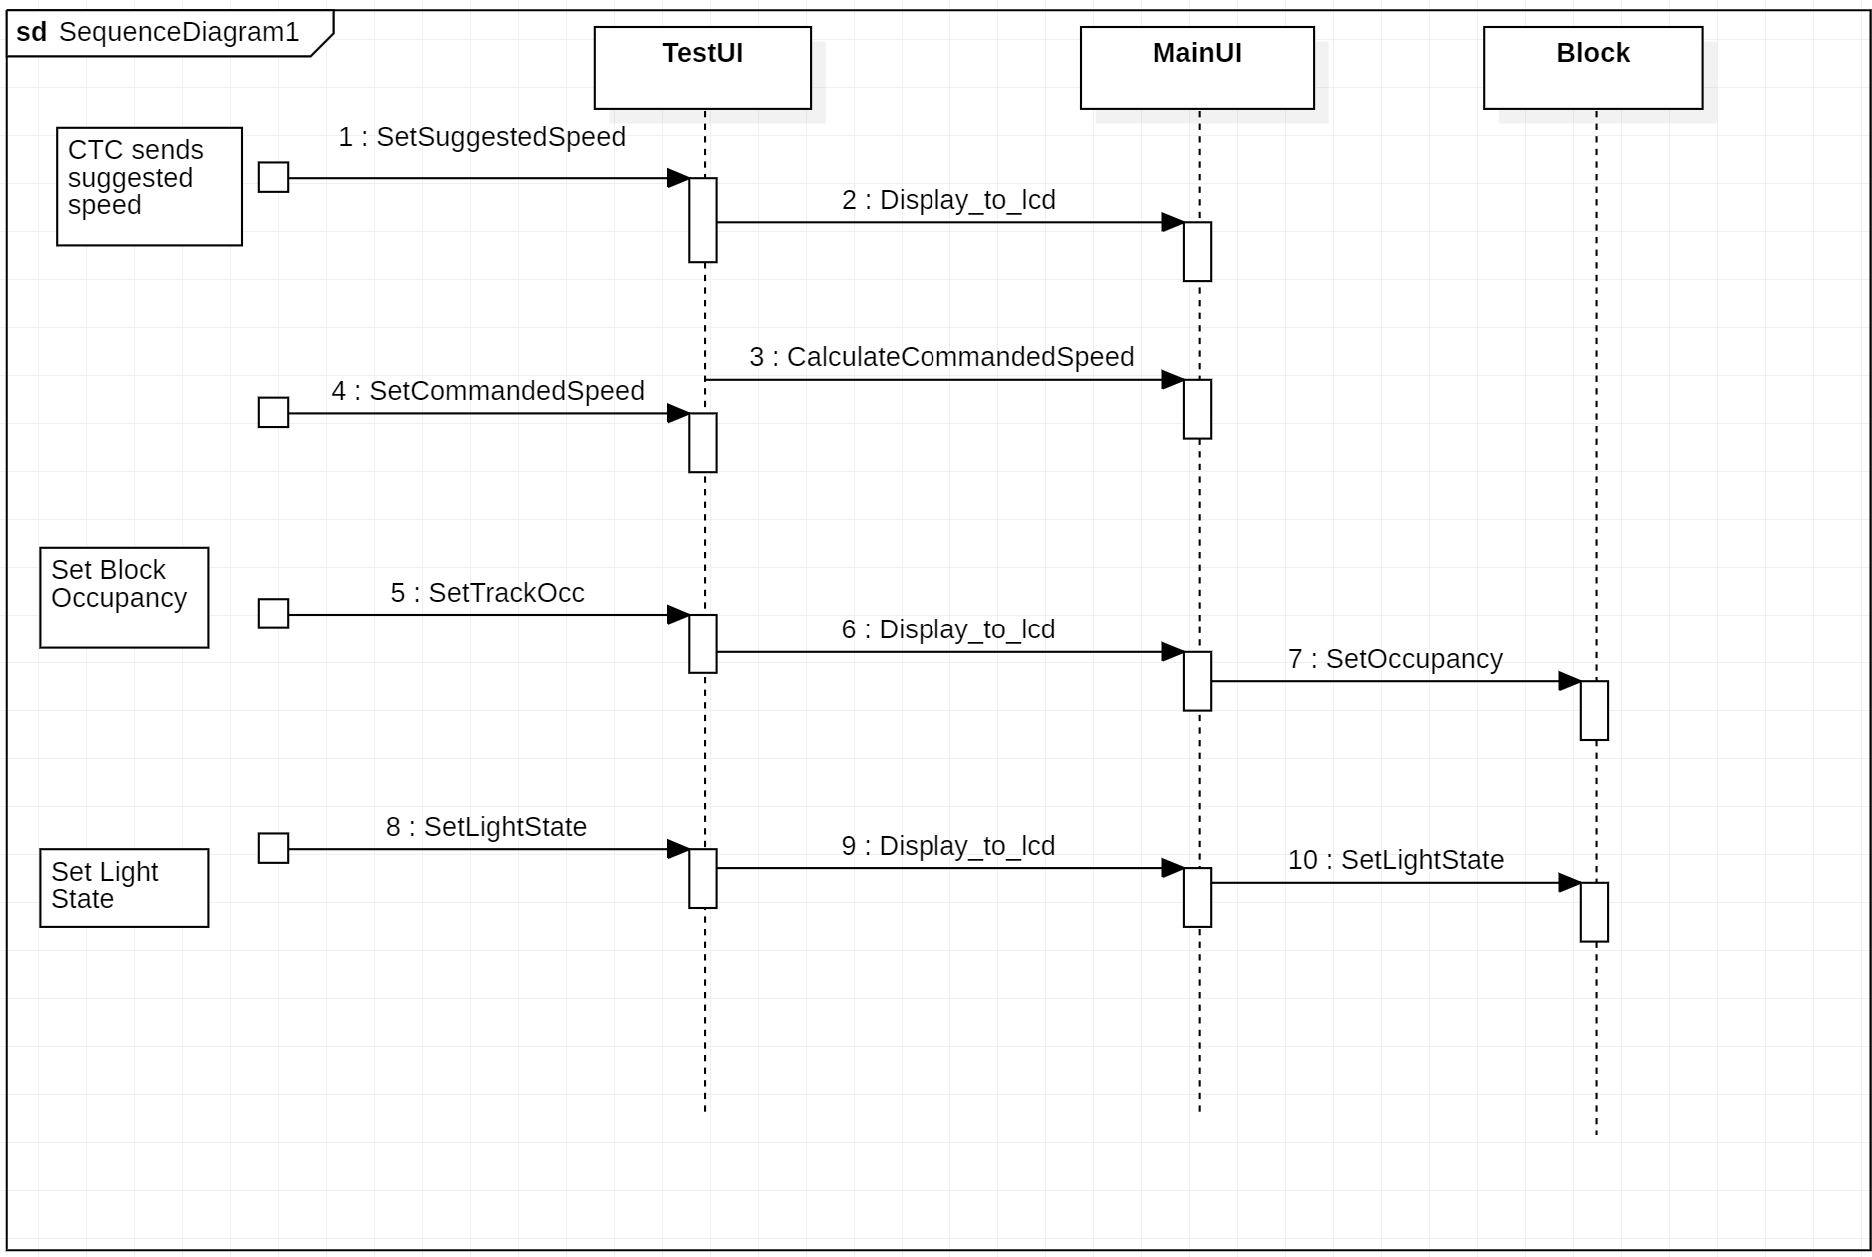 sd SequenceDiagram1
TestUI
MainUI
Block
CTC sends
suggested
speed
1 : SetSuggestedSpeed
2 : Display_to_lcd
3 : CalculateCommandedSpeed
4 : SetCommandedSpeed
Set Block
Occupancy
5 : SetTrackOcc
6 : Display_to_lcd
7 : SetOccupancy
8 : SetLightState
9 : Display_to_lcd
10 : SetLightState
Set Light
State